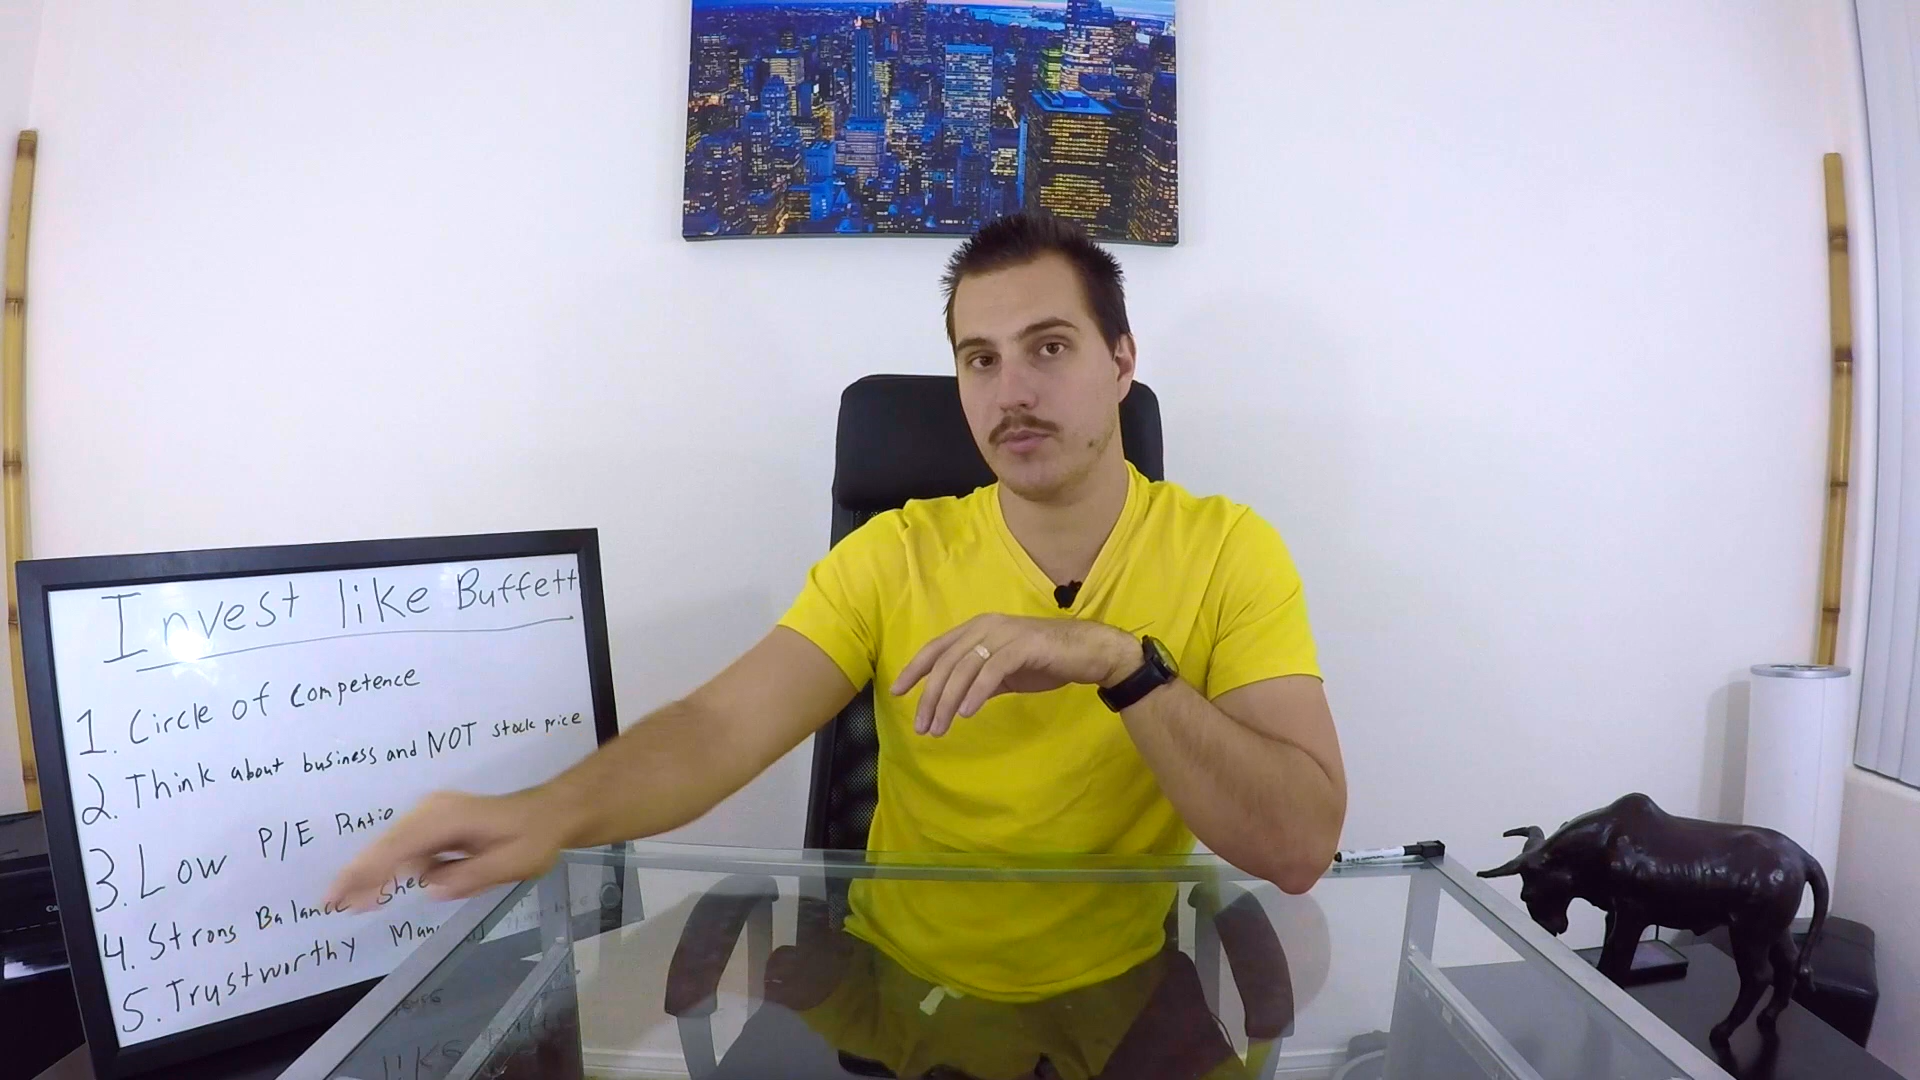 Invest like Buffett
1. Circle of Competence
2. Think about business and NOT stock price
3. Low P/E Ratio
4. Strong Balance
5. Trustworthy